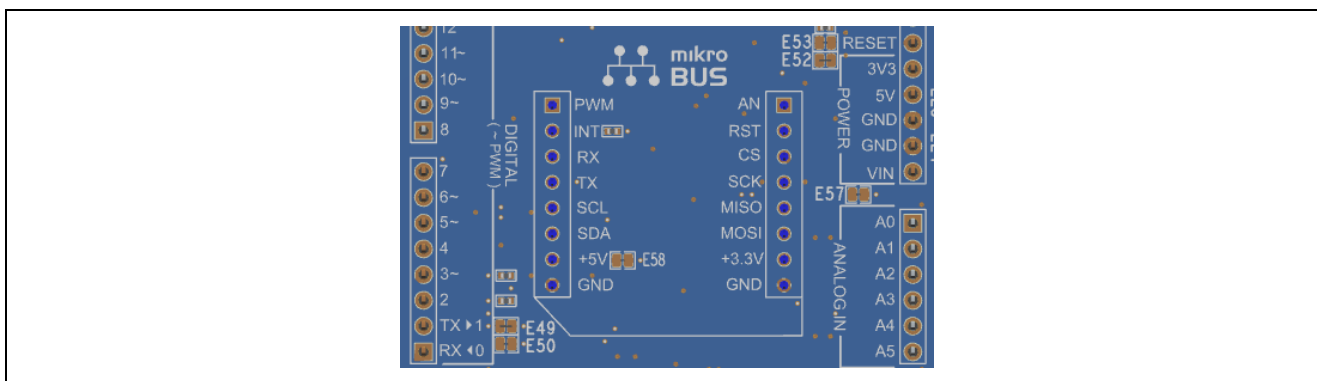 12
11~
10~
9~
8
7
6~
5~
4
3~
2
TX ▸1
RX ◂0
DIGITAL
( ~ PWM )
E49
E50
mikro
BUS
PWM
INT
RX
TX
SCL
SDA
+5V
GND
E58
AN
RST
CS
SCK
MISO
MOSI
+3.3V
GND
E53
E52
RESET
3V3
5V
GND
GND
VIN
POWER
E57
A0
A1
A2
A3
A4
A5
ANALOG IN